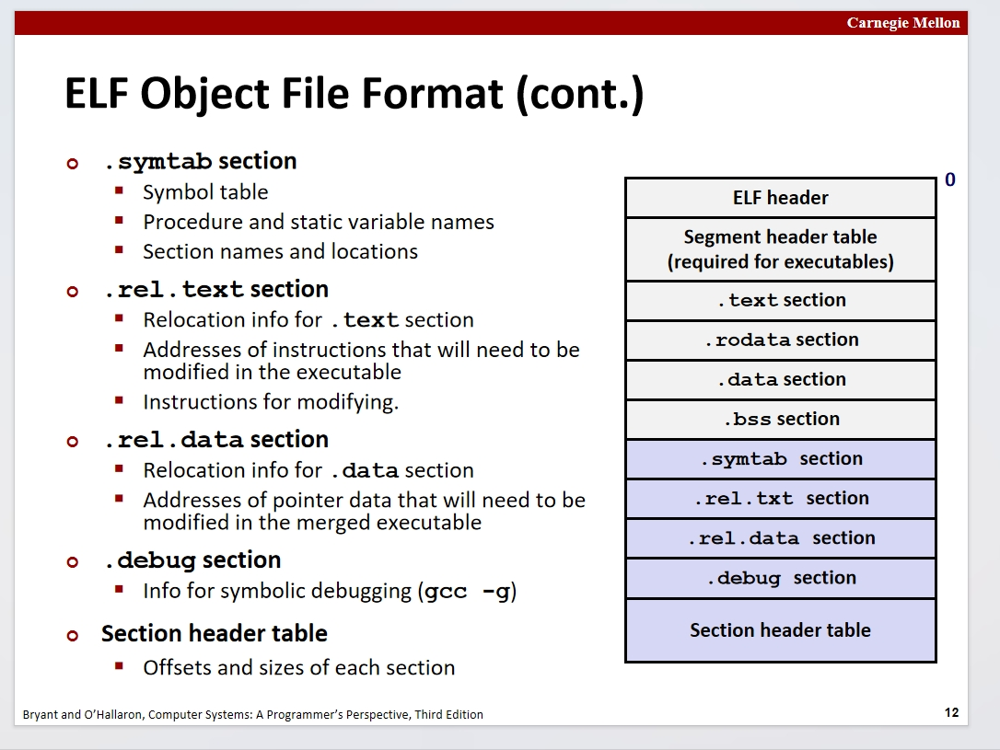 Carnegie Mellon
ELF Object File Format (cont.)
.symtab section
Symbol table
Procedure and static variable names
Section names and locations
.rel.text section
Relocation info for .text section
Addresses of instructions that will need to be
modified in the executable
Instructions for modifying.
.rel.data section
Relocation info for .data section
Addresses of pointer data that will need to be
modified in the merged executable
.debug section
Info for symbolic debugging (gcc -g)
Section header table
Offsets and sizes of each section
0
ELF header
Segment header table
(required for executables)
.text section
.rodata section
.data section
.bss section
.symtab section
.rel.txt section
.rel.data section
.debug section
Section header table
Bryant and O’Hallaron, Computer Systems: A Programmer’s Perspective, Third Edition
12